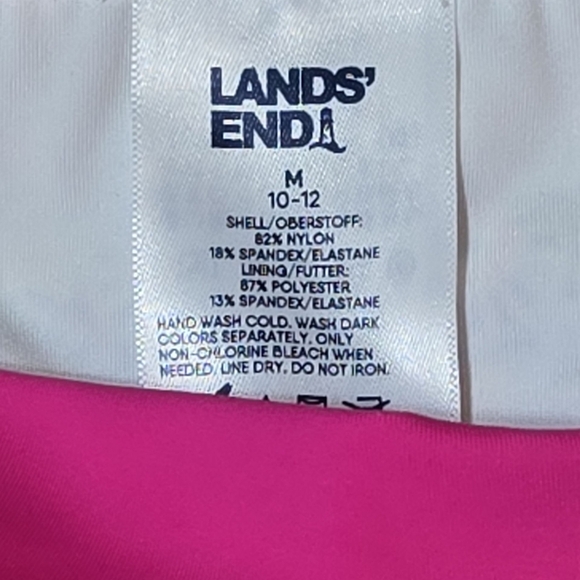 LANDS'
END
M
10-12
SHELL/OBERSTOFF:
82% NYLON
18% SPANDEX/ELASTANE
LINING/FUTTER:
87% POLYESTER
13% SPANDEX/ELASTANE
HAND WASH COLD. WASH DARK
COLORS SEPARATELY. ONLY
NON-CHLORINE BLEACH WHEN
NEEDED. LINE DRY. DO NOT IRON.